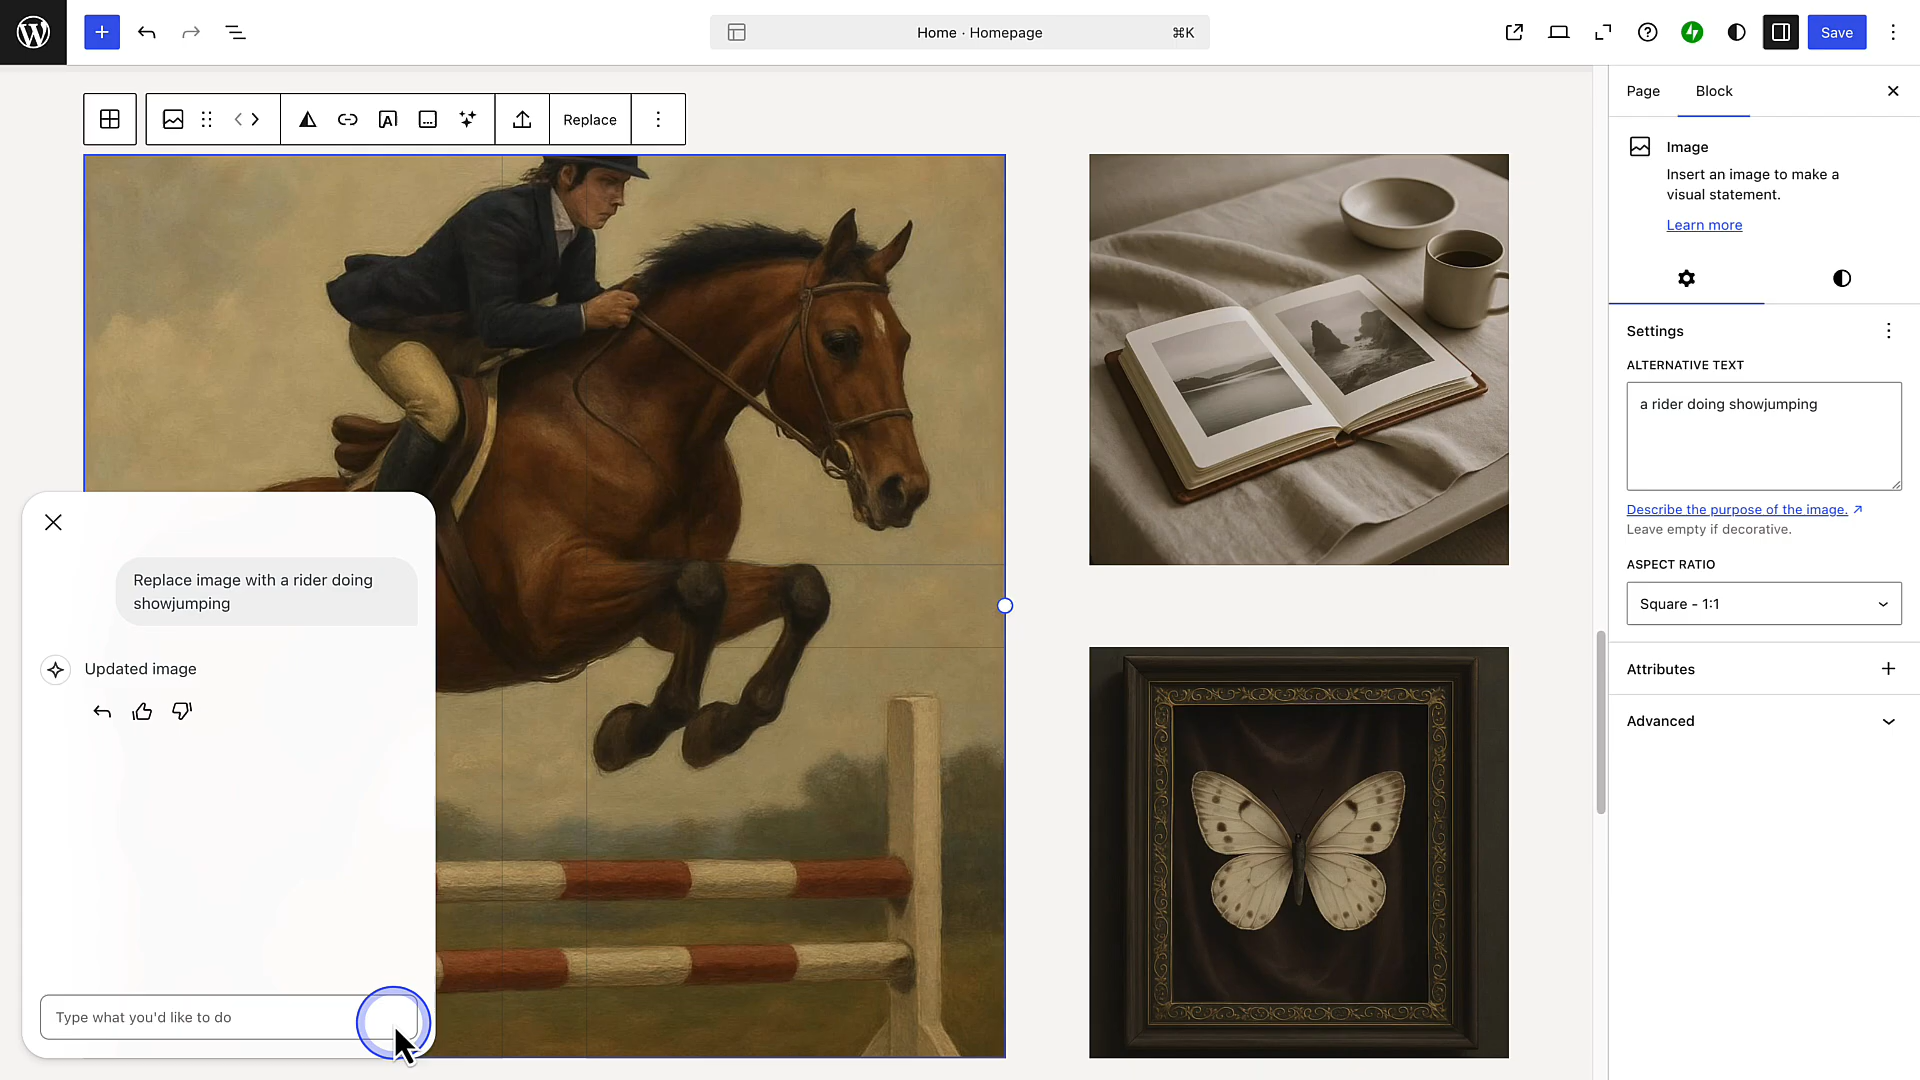 Home · Homepage
⌘K
Save
Replace
Page
Block
Image
Insert an image to make a
visual statement.
Learn more
Settings
ALTERNATIVE TEXT
a rider doing showjumping
Describe the purpose of the image. ↗
Leave empty if decorative.
ASPECT RATIO
Square - 1:1
Attributes
Advanced
Replace image with a rider doing
showjumping
Updated image
Type what you'd like to do